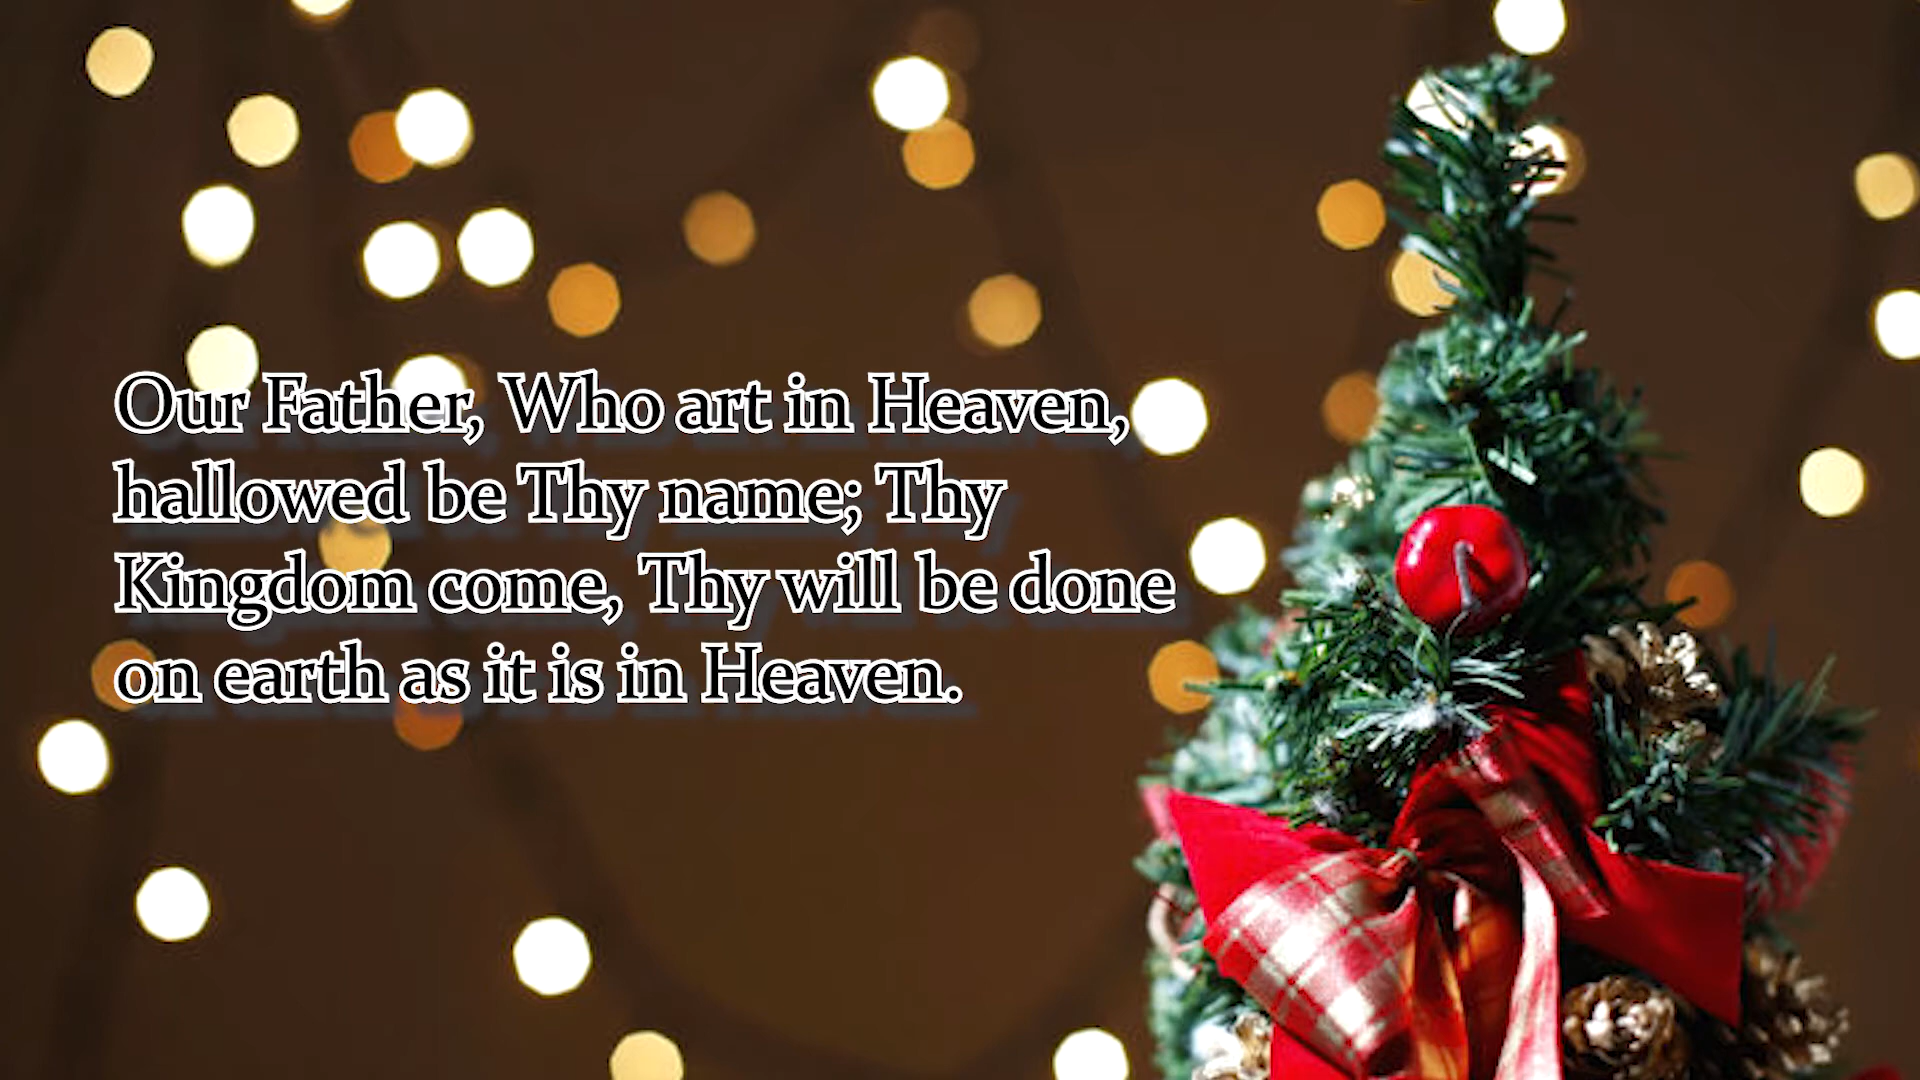 Our Father, Who art in Heaven,
hallowed be Thy name; Thy
Kingdom come, Thy will be done
on earth as it is in Heaven.